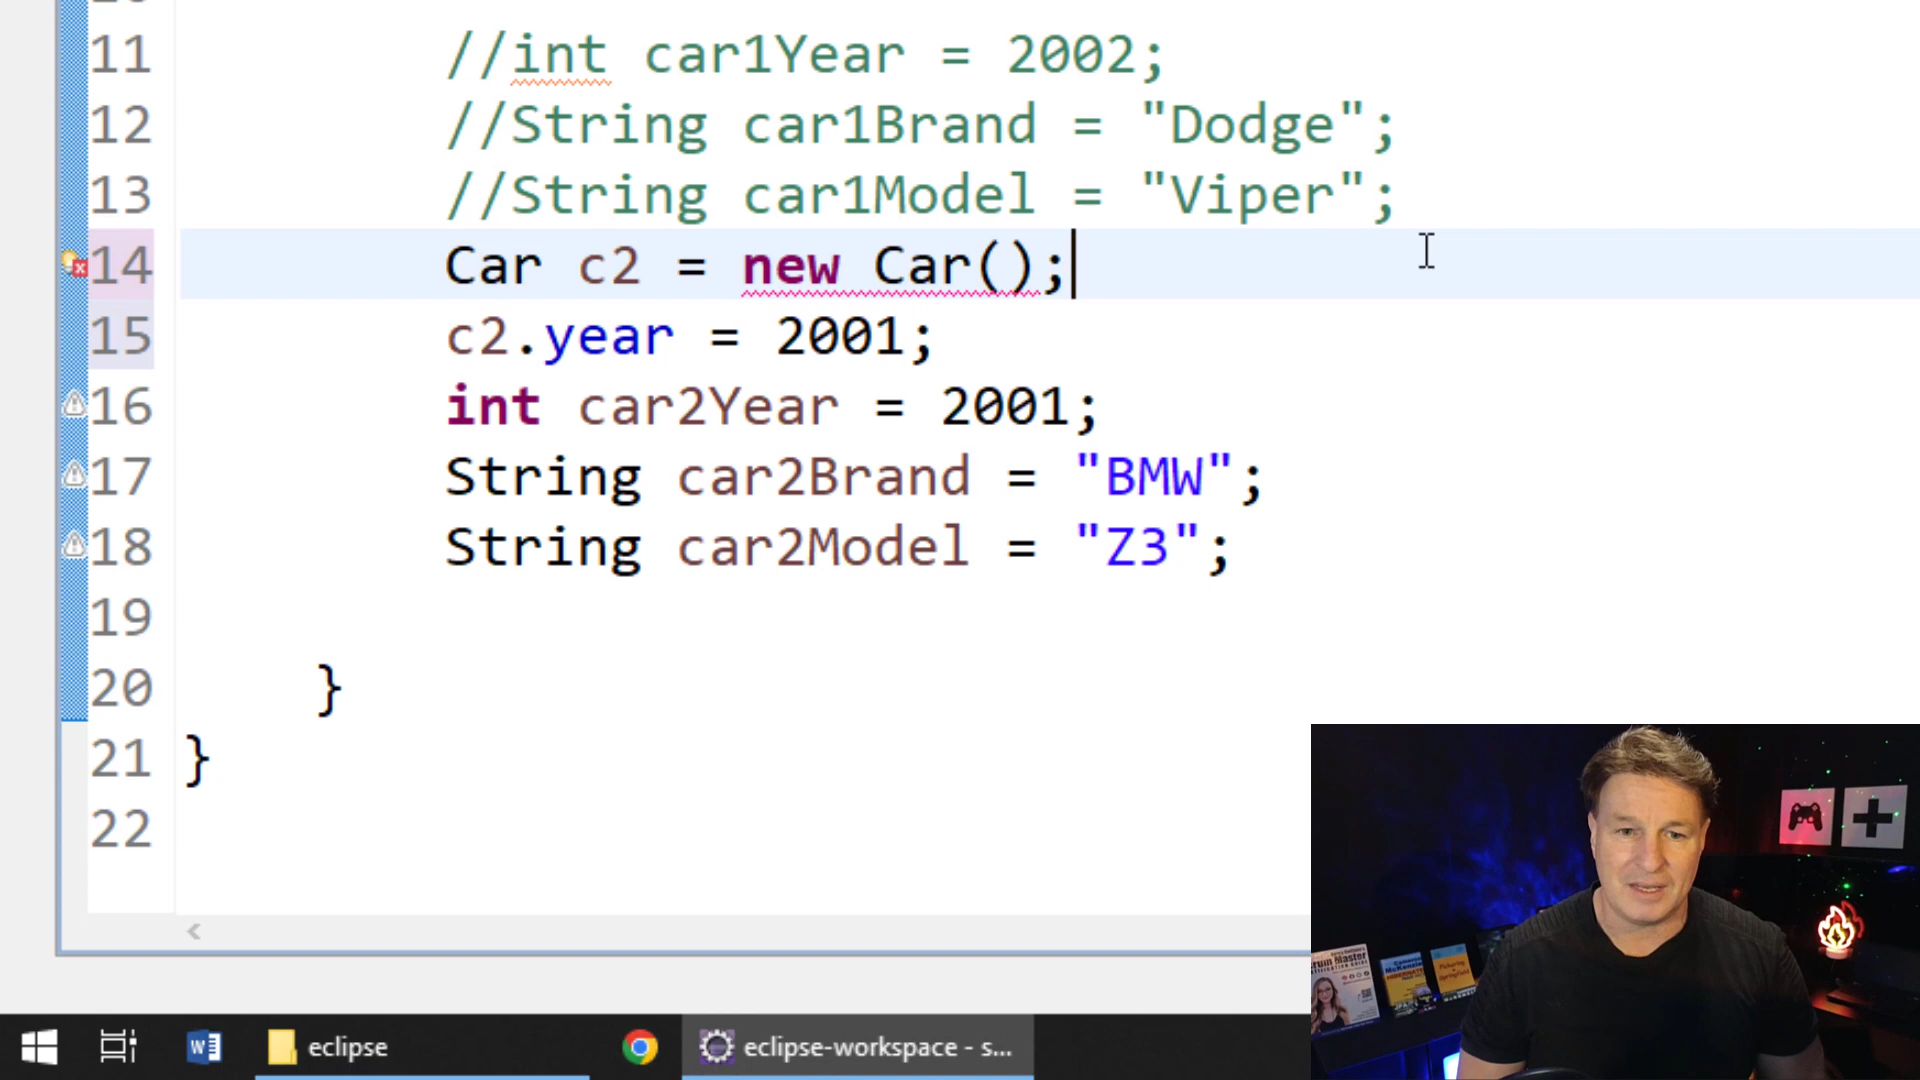 11 //int car1Year = 2002;
12 //String car1Brand = "Dodge";
13 //String car1Model = "Viper";
14 Car c2 = new Car();
15 c2.year = 2001;
16 int car2Year = 2001;
17 String car2Brand = "BMW";
18 String car2Model = "Z3";
19
20 }
21 }
22
eclipse
eclipse-workspace - s...